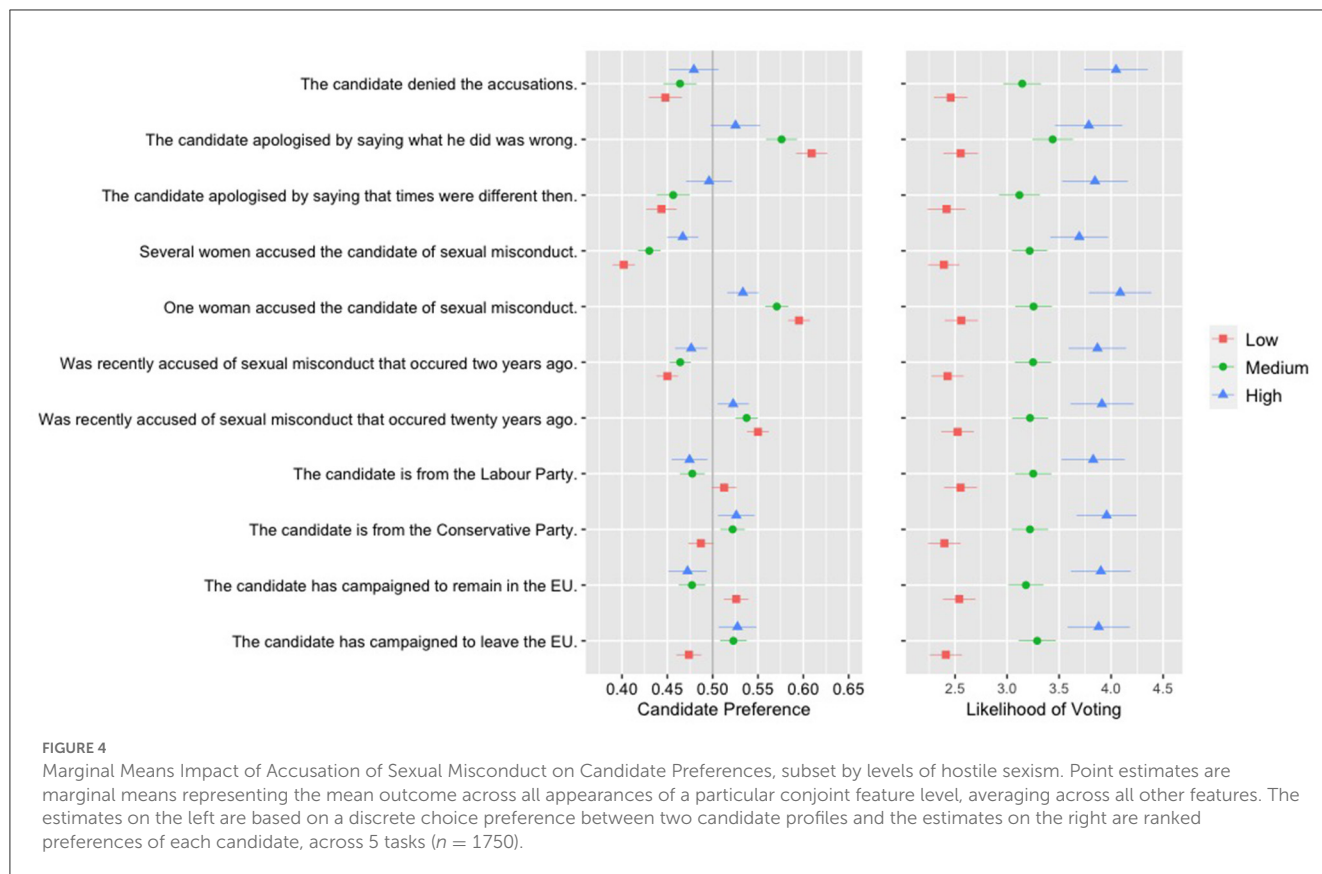 The candidate denied the accusations.
The candidate apologised by saying what he did was wrong.
The candidate apologised by saying that times were different then.
Several women accused the candidate of sexual misconduct.
One woman accused the candidate of sexual misconduct.
Was recently accused of sexual misconduct that occured two years ago.
Was recently accused of sexual misconduct that occured twenty years ago.
The candidate is from the Labour Party.
The candidate is from the Conservative Party.
The candidate has campaigned to remain in the EU.
The candidate has campaigned to leave the EU.
0.40 0.45 0.50 0.55 0.60 0.65
Candidate Preference
2.5 3.0 3.5 4.0 4.5
Likelihood of Voting
Low
Medium
High
FIGURE 4
Marginal Means Impact of Accusation of Sexual Misconduct on Candidate Preferences, subset by levels of hostile sexism. Point estimates are
marginal means representing the mean outcome across all appearances of a particular conjoint feature level, averaging across all other features. The
estimates on the left are based on a discrete choice preference between two candidate profiles and the estimates on the right are ranked
preferences of each candidate, across 5 tasks (n = 1750).